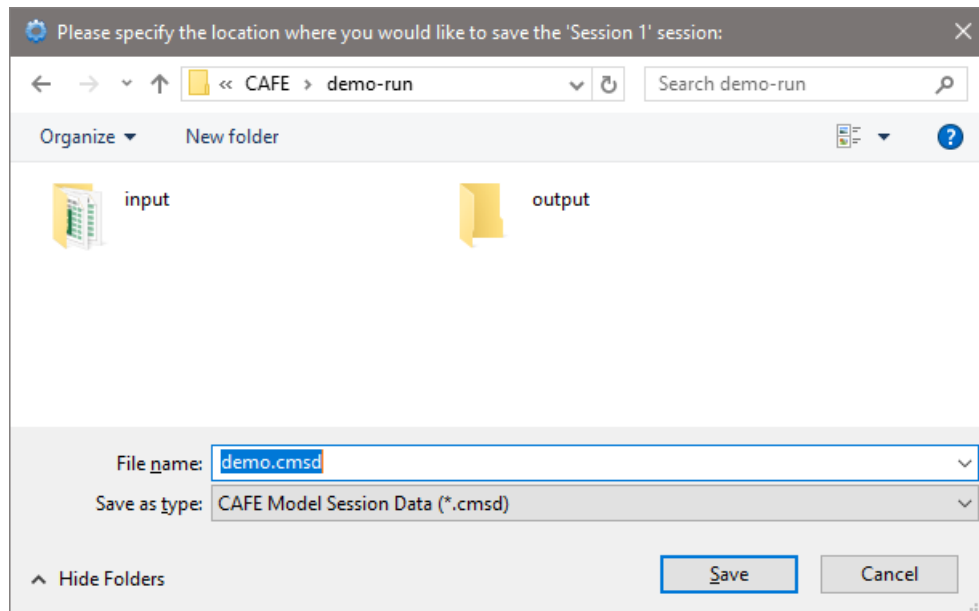 Please specify the location where you would like to save the 'Session 1' session:
« CAFE › demo-run
Search demo-run
Organize
New folder
input
output
File name: demo.cmsd
Save as type: CAFE Model Session Data (*.cmsd)
Hide Folders
Save
Cancel